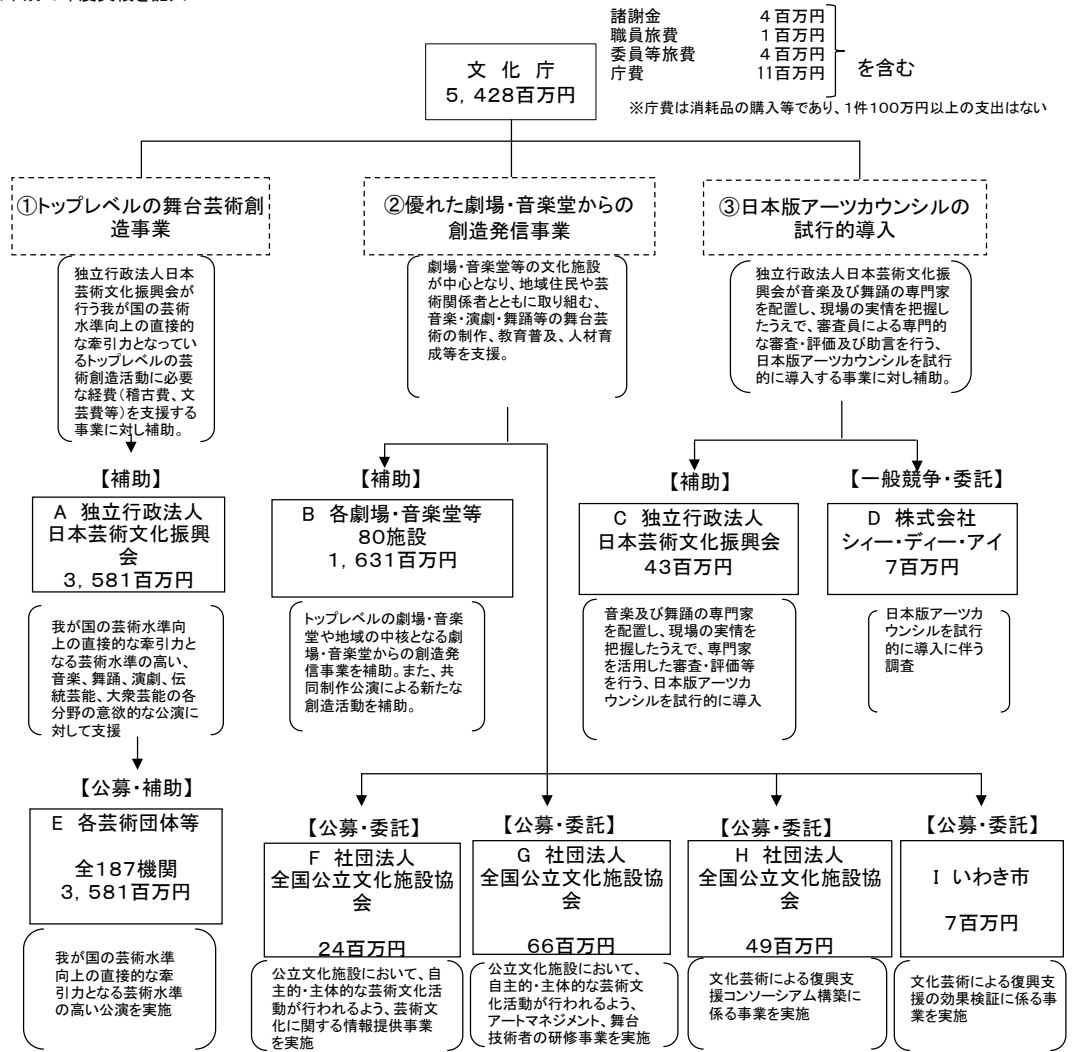 諸謝金 4百万円
職員旅費 1百万円
委員等旅費 4百万円
庁費 11百万円
を含む
※庁費は消耗品の購入等であり、1件100万円以上の支出はない
文 化 庁
5,428百万円
①トップレベルの舞台芸術創
造事業
独立行政法人日本
芸術文化振興会が
行う我が国の芸術
水準向上の直接的
な牽引力となってい
るトップレベルの芸
術創造活動に必要
な経費(稽古費、文
芸費等)を支援する
事業に対し補助。
②優れた劇場・音楽堂からの
創造発信事業
劇場・音楽堂等の文化施設
が中心となり、地域住民や芸
術関係者とともに取り組む、
音楽・演劇・舞踊等の舞台芸
術の制作、教育普及、人材育
成等を支援。
③日本版アーツカウンシルの
試行的導入
独立行政法人日本芸術文化振
興会が音楽及び舞踊の専門家
を配置し、現場の実情を把握し
たうえで、審査員による専門的
な審査・評価及び助言を行う、
日本版アーツカウンシルを試行
的に導入する事業に対し補助。
【補助】
A 独立行政法人
日本芸術文化振興
会
3,581百万円
我が国の芸術水準向
上の直接的な牽引力と
なる芸術水準の高い、
音楽、舞踊、演劇、伝
統芸能、大衆芸能の各
分野の意欲的な公演に
対して支援
【補助】
B 各劇場・音楽堂等
80施設
1,631百万円
トップレベルの劇場・音楽
堂や地域の中核となる劇
場・音楽堂からの創造発
信事業を補助。また、共
同制作公演による新たな
創造活動を補助。
【補助】
C 独立行政法人
日本芸術文化振興会
43百万円
音楽及び舞踊の専門家
を配置し、現場の実情を
把握したうえで、専門家
を活用した審査・評価等
を行う、日本版アーツカ
ウンシルを試行的に導入
【一般競争・委託】
D 株式会社
シィー・ディー・アイ
7百万円
日本版アーツカ
ウンシルを試行
的に導入に伴う
調査
【公募・補助】
E 各芸術団体等
全187機関
3,581百万円
我が国の芸術水準
向上の直接的な牽
引力となる芸術水準
の高い公演を実施
【公募・委託】
F 社団法人
全国公立文化施設協
会
24百万円
公立文化施設において、自
主的・主体的な芸術文化活
動が行われるよう、芸術文
化に関する情報提供事業
を実施
【公募・委託】
G 社団法人
全国公立文化施設協
会
66百万円
公立文化施設において、
自主的・主体的な芸術文
化活動が行われるよう、
アートマネジメント、舞台
技術者の研修事業を実施
【公募・委託】
H 社団法人
全国公立文化施設協
会
49百万円
文化芸術による復興支
援コンソーシアム構築に
係る事業を実施
【公募・委託】
I いわき市
7百万円
文化芸術による復興支
援の効果検証に係る事
業を実施